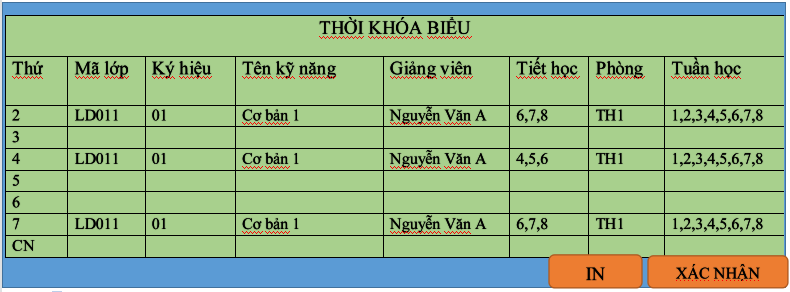 THỜI KHÓA BIỂU
Thứ Mã lớp Ký hiệu Tên kỹ năng Giảng viên Tiết học Phòng Tuần học
2 LD011 01 Cơ bản 1 Nguyễn Văn A 6,7,8 TH1 1,2,3,4,5,6,7,8
3
4 LD011 01 Cơ bản 1 Nguyễn Văn A 4,5,6 TH1 1,2,3,4,5,6,7,8
5
6
7 LD011 01 Cơ bản 1 Nguyễn Văn A 6,7,8 TH1 1,2,3,4,5,6,7,8
CN
IN XÁC NHẬN